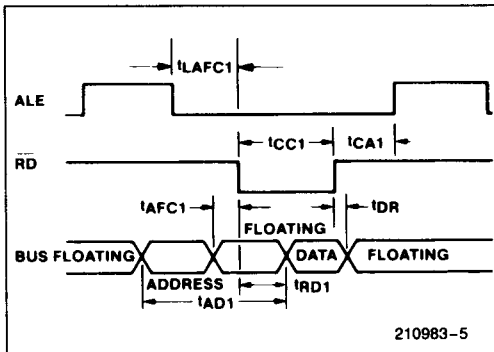 tLAFC1
ALE
tCC1 tCA1
RD
tAFC1 tDR
FLOATING
BUS FLOATING DATA FLOATING
ADDRESS tRD1
tAD1
210983-5